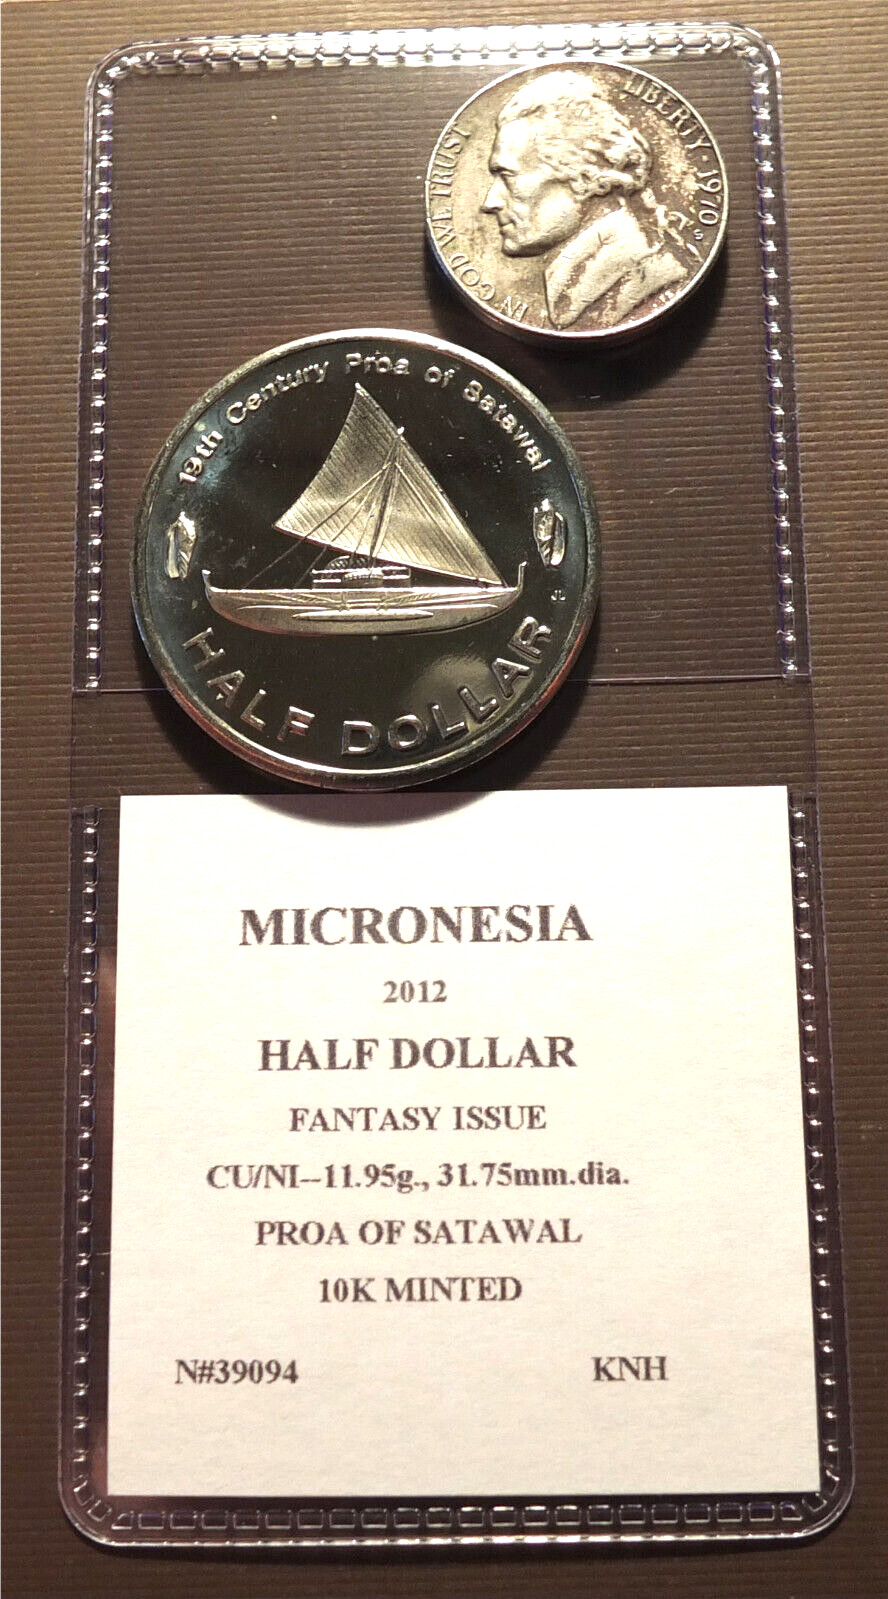 IN GOD WE TRUST
LIBERTY · 1970
S
19th Century Proa of Satawal
JL
HALF DOLLAR
MICRONESIA
2012
HALF DOLLAR
FANTASY ISSUE
CU/NI--11.95g., 31.75mm.dia.
PROA OF SATAWAL
10K MINTED
N#39094 KNH